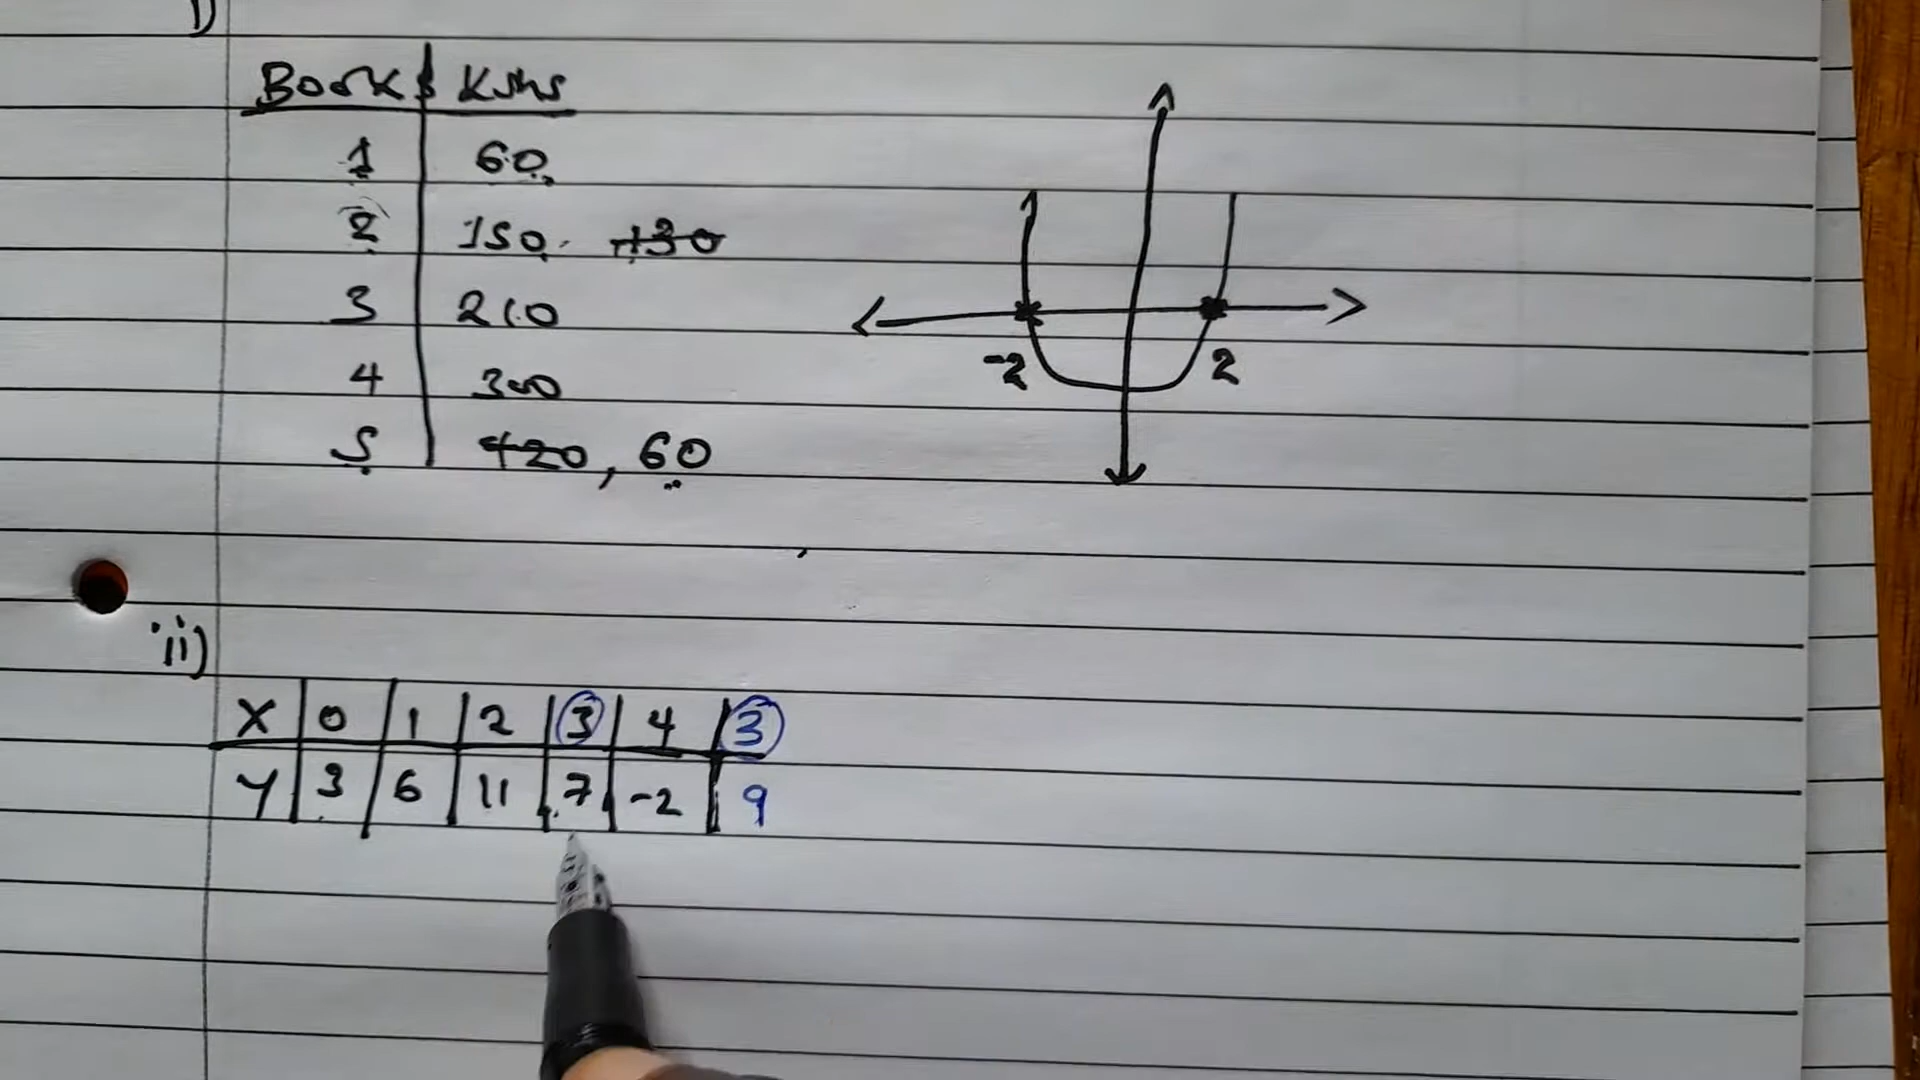 i)
Books Kshs
1 60
2 150 130
3 210
4 300
5 420, 60
-2 2
ii)
X 0 1 2 3 4 3
Y 3 6 11 7 -2 9